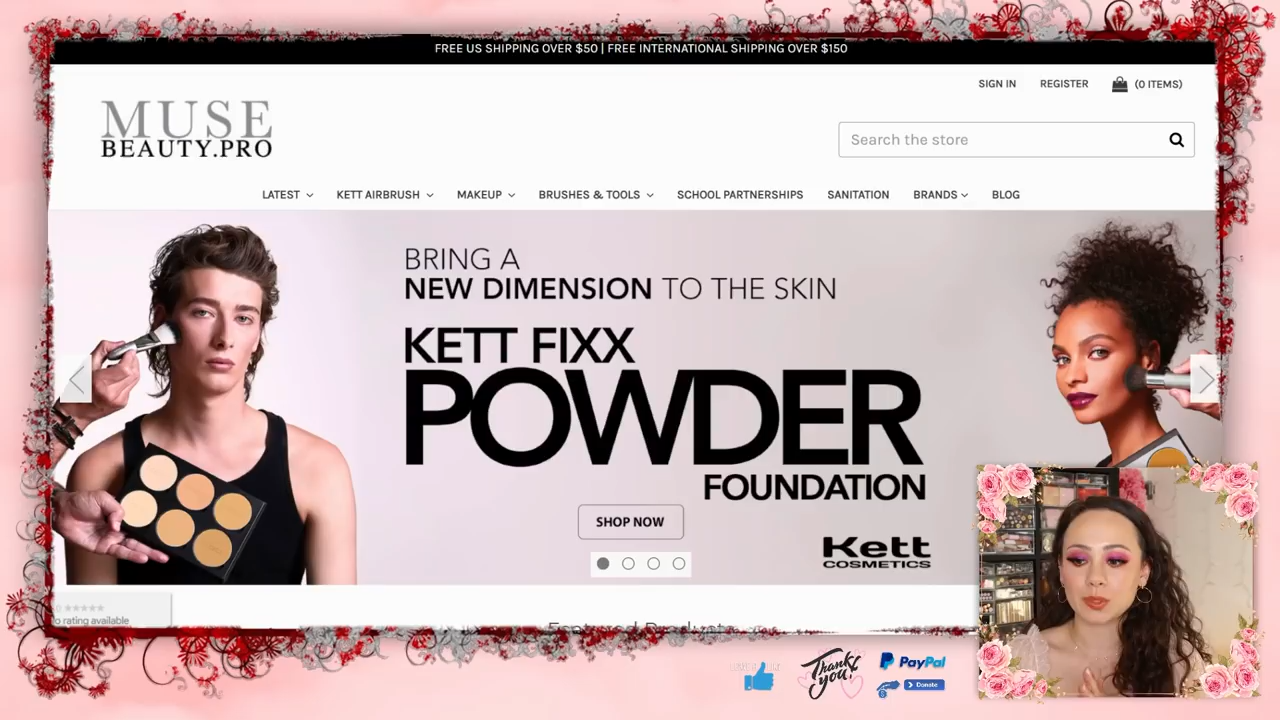 FREE US SHIPPING OVER $50 | FREE INTERNATIONAL SHIPPING OVER $150
SIGN IN REGISTER (0 ITEMS)
MUSE
BEAUTY.PRO
Search the store
LATEST KETT AIRBRUSH MAKEUP BRUSHES & TOOLS SCHOOL PARTNERSHIPS SANITATION BRANDS BLOG
BRING A
NEW DIMENSION TO THE SKIN
KETT FIXX
POWDER
FOUNDATION
SHOP NOW
Kett
COSMETICS
o rating available
Featured Products
Thank you!
PayPal
Donate